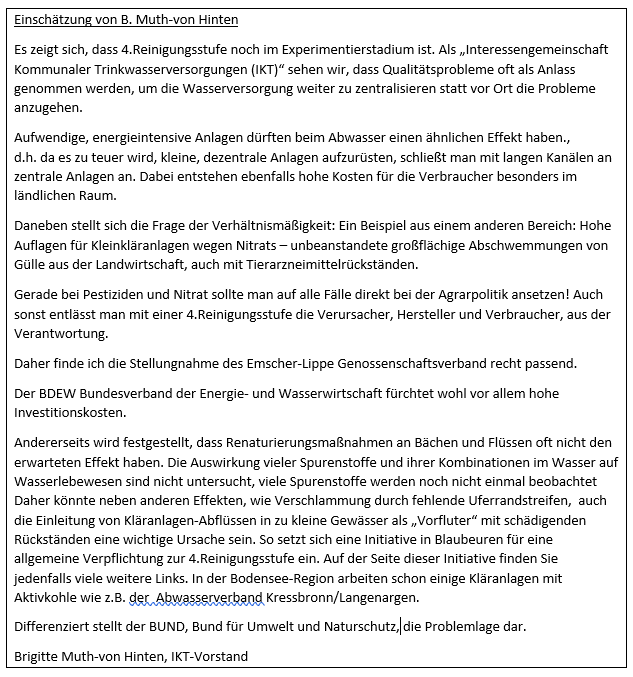 Einschätzung von B. Muth-von Hinten
Es zeigt sich, dass 4.Reinigungsstufe noch im Experimentierstadium ist. Als „Interessengemeinschaft
Kommunaler Trinkwasserversorgungen (IKT)“ sehen wir, dass Qualitätsprobleme oft als Anlass
genommen werden, um die Wasserversorgung weiter zu zentralisieren statt vor Ort die Probleme
anzugehen.
Aufwendige, energieintensive Anlagen dürften beim Abwasser einen ähnlichen Effekt haben.,
d.h. da es zu teuer wird, kleine, dezentrale Anlagen aufzurüsten, schließt man mit langen Kanälen an
zentrale Anlagen an. Dabei entstehen ebenfalls hohe Kosten für die Verbraucher besonders im
ländlichen Raum.
Daneben stellt sich die Frage der Verhältnismäßigkeit: Ein Beispiel aus einem anderen Bereich: Hohe
Auflagen für Kleinkläranlagen wegen Nitrats – unbeanstandete großflächige Abschwemmungen von
Gülle aus der Landwirtschaft, auch mit Tierarzneimittelrückständen.
Gerade bei Pestiziden und Nitrat sollte man auf alle Fälle direkt bei der Agrarpolitik ansetzen! Auch
sonst entlässt man mit einer 4.Reinigungsstufe die Verursacher, Hersteller und Verbraucher, aus der
Verantwortung.
Daher finde ich die Stellungnahme des Emscher-Lippe Genossenschaftsverband recht passend.
Der BDEW Bundesverband der Energie- und Wasserwirtschaft fürchtet wohl vor allem hohe
Investitionskosten.
Andererseits wird festgestellt, dass Renaturierungsmaßnahmen an Bächen und Flüssen oft nicht den
erwarteten Effekt haben. Die Auswirkung vieler Spurenstoffe und ihrer Kombinationen im Wasser auf
Wasserlebewesen sind nicht untersucht, viele Spurenstoffe werden noch nicht einmal beobachtet
Daher könnte neben anderen Effekten, wie Verschlammung durch fehlende Uferrandstreifen, auch
die Einleitung von Kläranlagen-Abflüssen in zu kleine Gewässer als „Vorfluter“ mit schädigenden
Rückständen eine wichtige Ursache sein. So setzt sich eine Initiative in Blaubeuren für eine
allgemeine Verpflichtung zur 4.Reinigungsstufe ein. Auf der Seite dieser Initiative finden Sie
jedenfalls viele weitere Links. In der Bodensee-Region arbeiten schon einige Kläranlagen mit
Aktivkohle wie z.B. der Abwasserverband Kressbronn/Langenargen.
Differenziert stellt der BUND, Bund für Umwelt und Naturschutz, die Problemlage dar.
Brigitte Muth-von Hinten, IKT-Vorstand